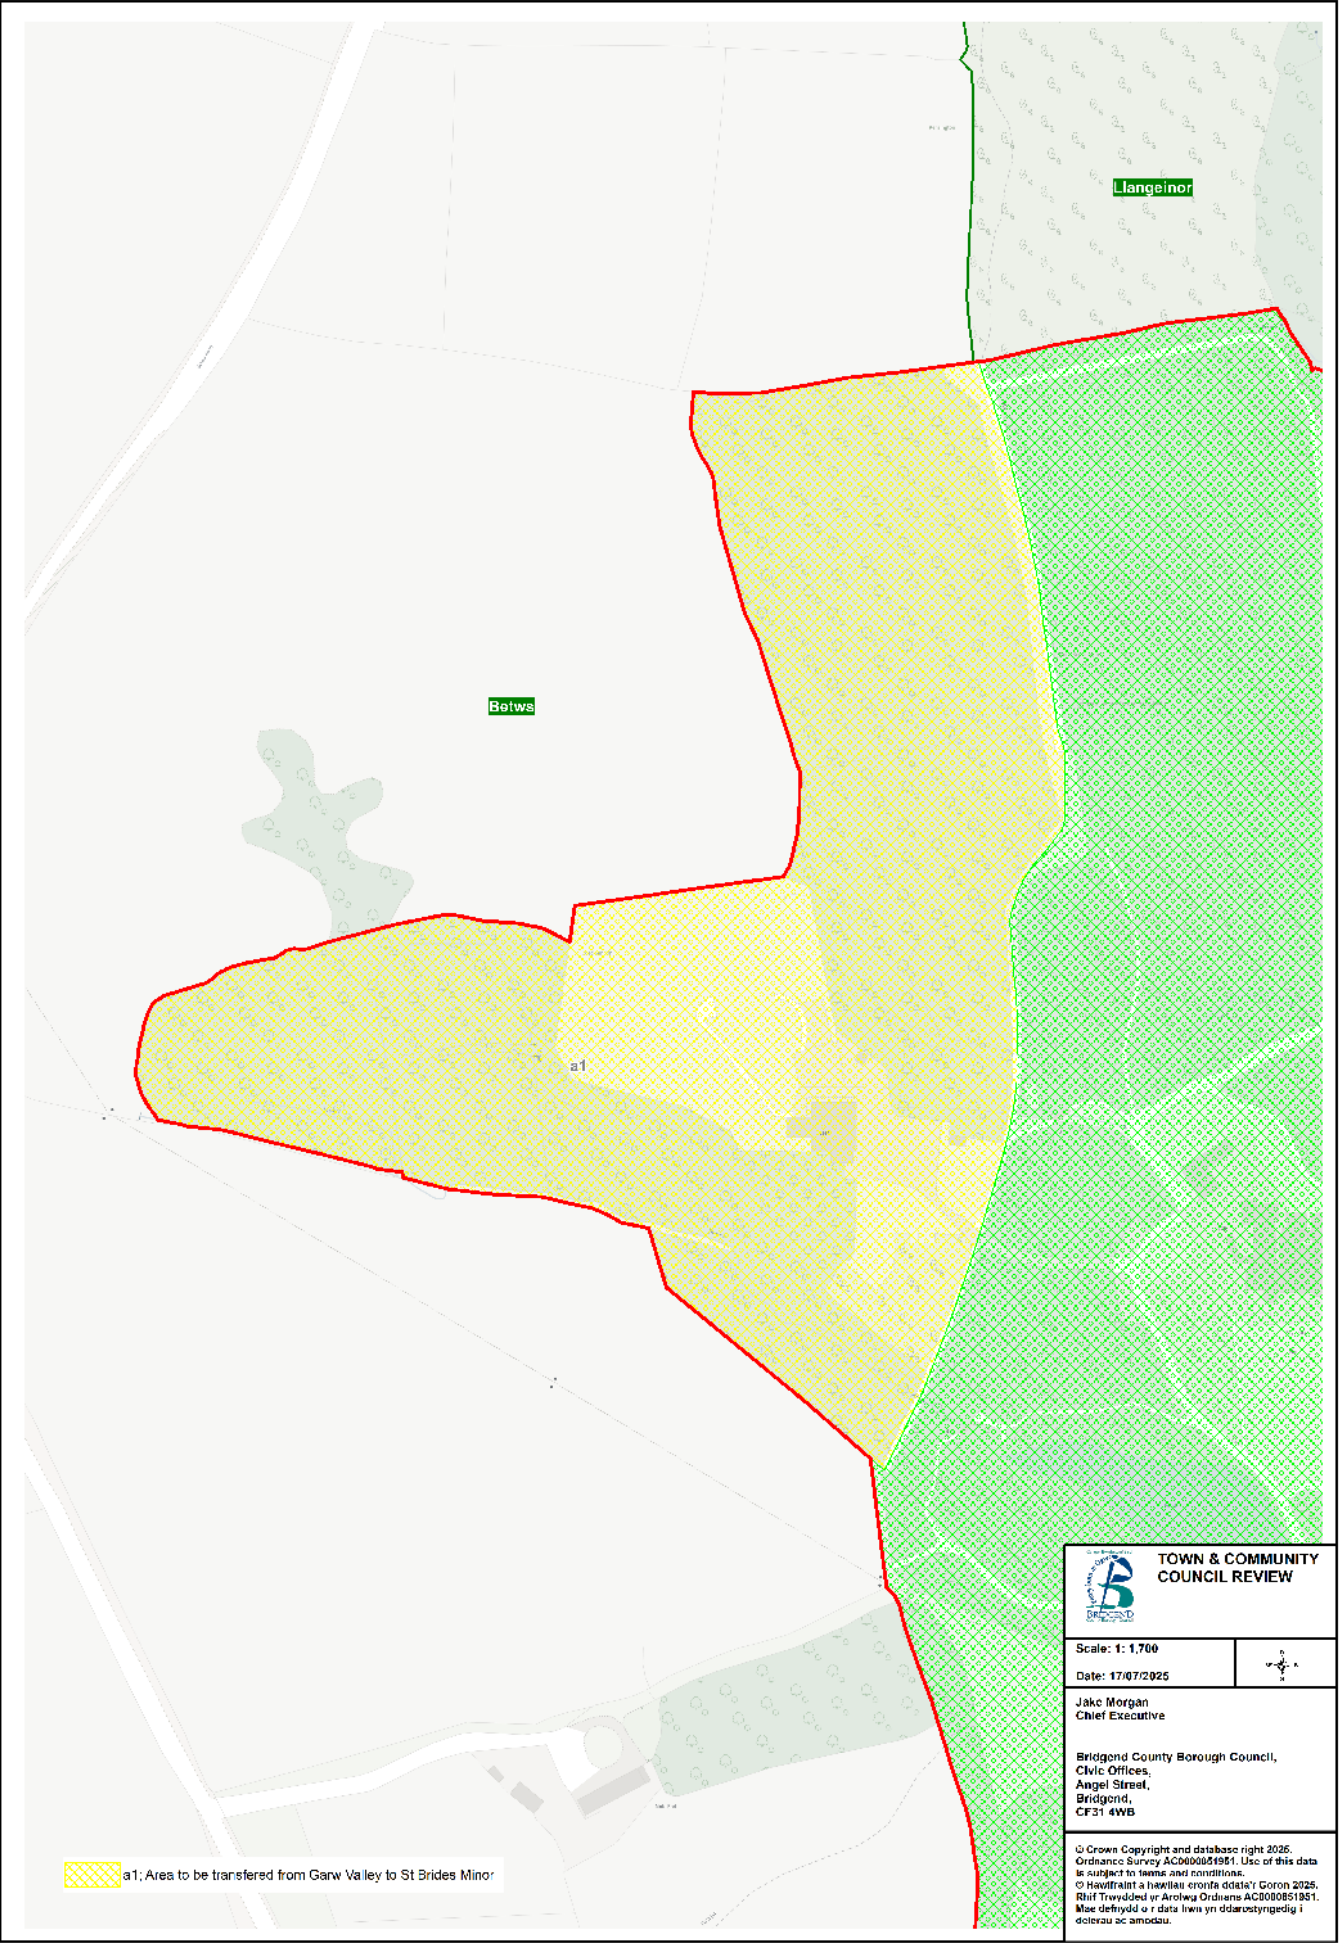 Llangeinor
Betws
a1
a1; Area to be transfered from Garw Valley to St Brides Minor
BRIDGEND
TOWN & COMMUNITY
COUNCIL REVIEW
Scale: 1: 1,700
Date: 17/07/2025
Jake Morgan
Chief Executive
Bridgend County Borough Council,
Civic Offices,
Angel Street,
Bridgend,
CF31 4WB
© Crown Copyright and database right 2025.
Ordnance Survey AC0000851951. Use of this data
is subject to terms and conditions.
© Hawlfraint a hawliau cronfa ddata'r Goron 2025.
Rhif Trwydded yr Arolwg Ordnans AC0000851951.
Mae defnydd o r data hwn yn ddarostyngedig i
delerau ac amodau.